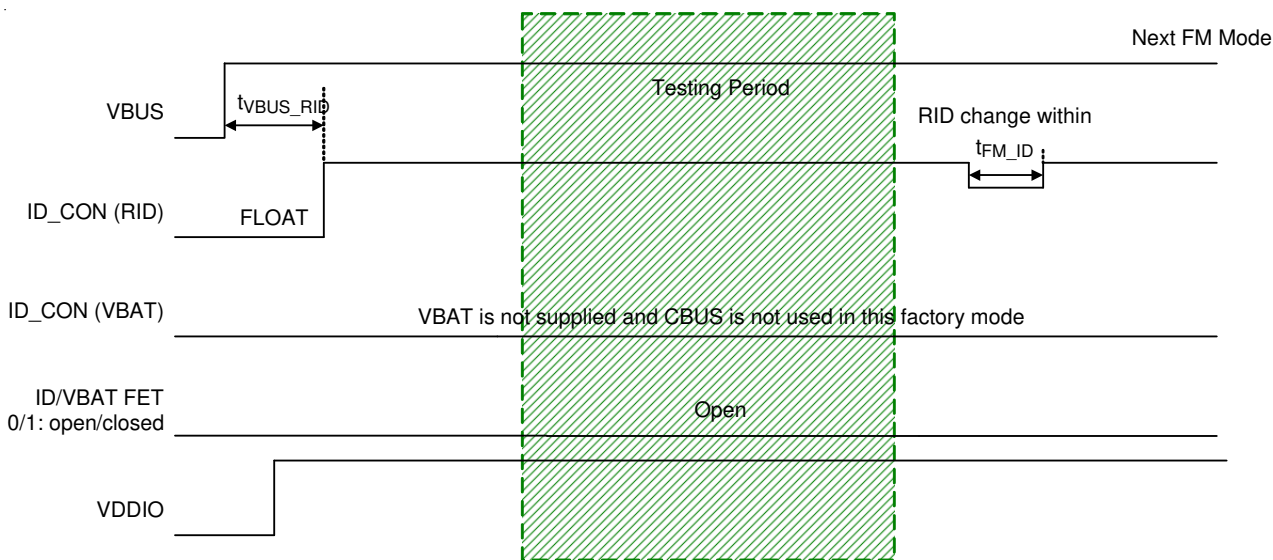 Next FM Mode
Testing Period
tVBUS_RID
VBUS
RID change within
tFM_ID
ID_CON (RID)
FLOAT
ID_CON (VBAT)
VBAT is not supplied and CBUS is not used in this factory mode
ID/VBAT FET
0/1: open/closed
Open
VDDIO